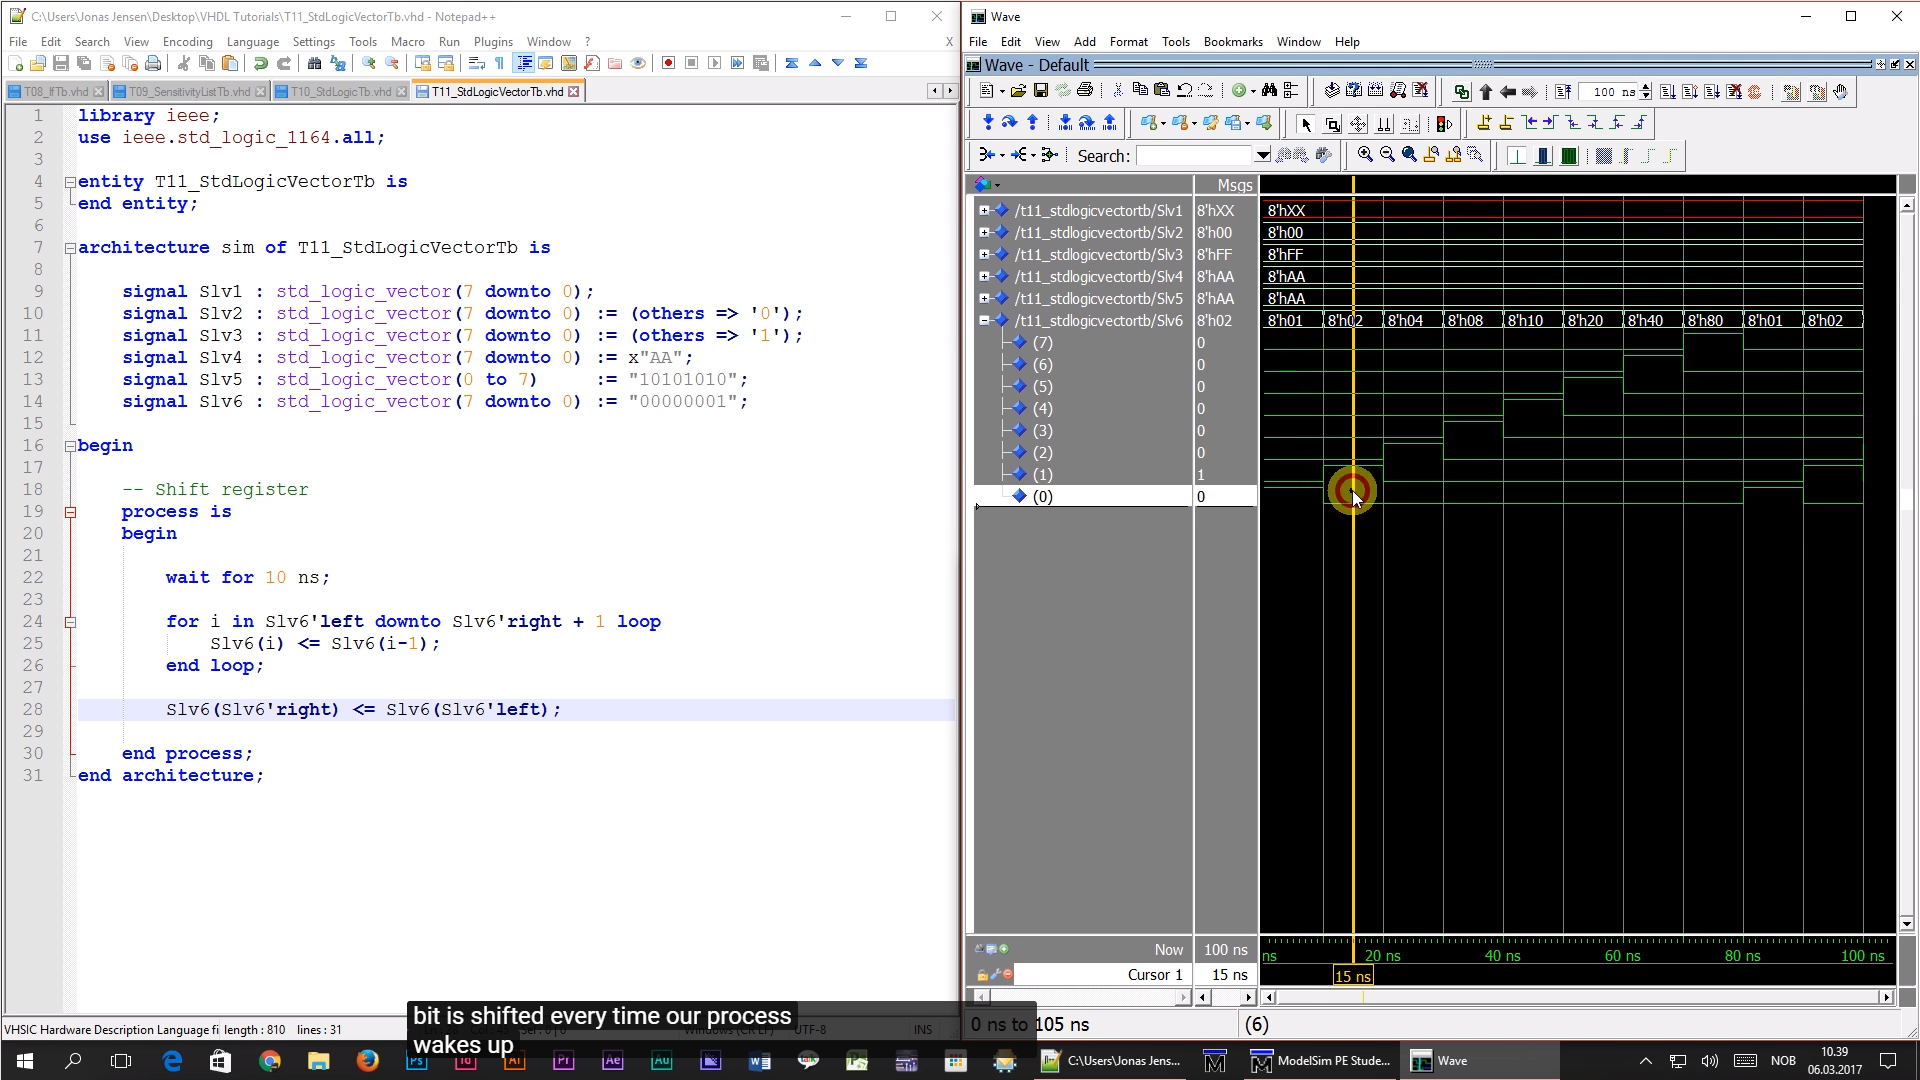 C:\Users\Jonas Jensen\Desktop\VHDL Tutorials\T11_StdLogicVectorTb.vhd - Notepad++
File Edit Search View Encoding Language Settings Tools Macro Run Plugins Window ? X
T08_IfTb.vhd T09_SensitivityListTb.vhd T10_StdLogicTb.vhd T11_StdLogicVectorTb.vhd
1 library ieee;
2 use ieee.std_logic_1164.all;
3
4 entity T11_StdLogicVectorTb is
5 end entity;
6
7 architecture sim of T11_StdLogicVectorTb is
8
9 signal Slv1 : std_logic_vector(7 downto 0);
10 signal Slv2 : std_logic_vector(7 downto 0) := (others => '0');
11 signal Slv3 : std_logic_vector(7 downto 0) := (others => '1');
12 signal Slv4 : std_logic_vector(7 downto 0) := x"AA";
13 signal Slv5 : std_logic_vector(0 to 7) := "10101010";
14 signal Slv6 : std_logic_vector(7 downto 0) := "00000001";
15
16 begin
17
18 -- Shift register
19 process is
20 begin
21
22 wait for 10 ns;
23
24 for i in Slv6'left downto Slv6'right + 1 loop
25 Slv6(i) <= Slv6(i-1);
26 end loop;
27
28 Slv6(Slv6'right) <= Slv6(Slv6'left);
29
30 end process;
31 end architecture;
VHSIC Hardware Description Language fi length : 810 lines : 31 UTF-8 INS
Wave
File Edit View Add Format Tools Bookmarks Window Help
Wave - Default
100 ns
Search:
Msgs
/t11_stdlogicvectortb/Slv1 8'hXX 8'hXX
/t11_stdlogicvectortb/Slv2 8'h00 8'h00
/t11_stdlogicvectortb/Slv3 8'hFF 8'hFF
/t11_stdlogicvectortb/Slv4 8'hAA 8'hAA
/t11_stdlogicvectortb/Slv5 8'hAA 8'hAA
/t11_stdlogicvectortb/Slv6 8'h02 8'h01 8'h02 8'h04 8'h08 8'h10 8'h20 8'h40 8'h80 8'h01 8'h02
(7) 0
(6) 0
(5) 0
(4) 0
(3) 0
(2) 0
(1) 1
(0) 0
Now 100 ns ns 20 ns 40 ns 60 ns 80 ns 100 ns
Cursor 1 15 ns 15 ns
0 ns to 105 ns (6)
bit is shifted every time our process
wakes up
Ps Id Ai Pr Ae Au C:\Users\Jonas Jens... ModelSim PE Stude... Wave NOB 10.39
06.03.2017